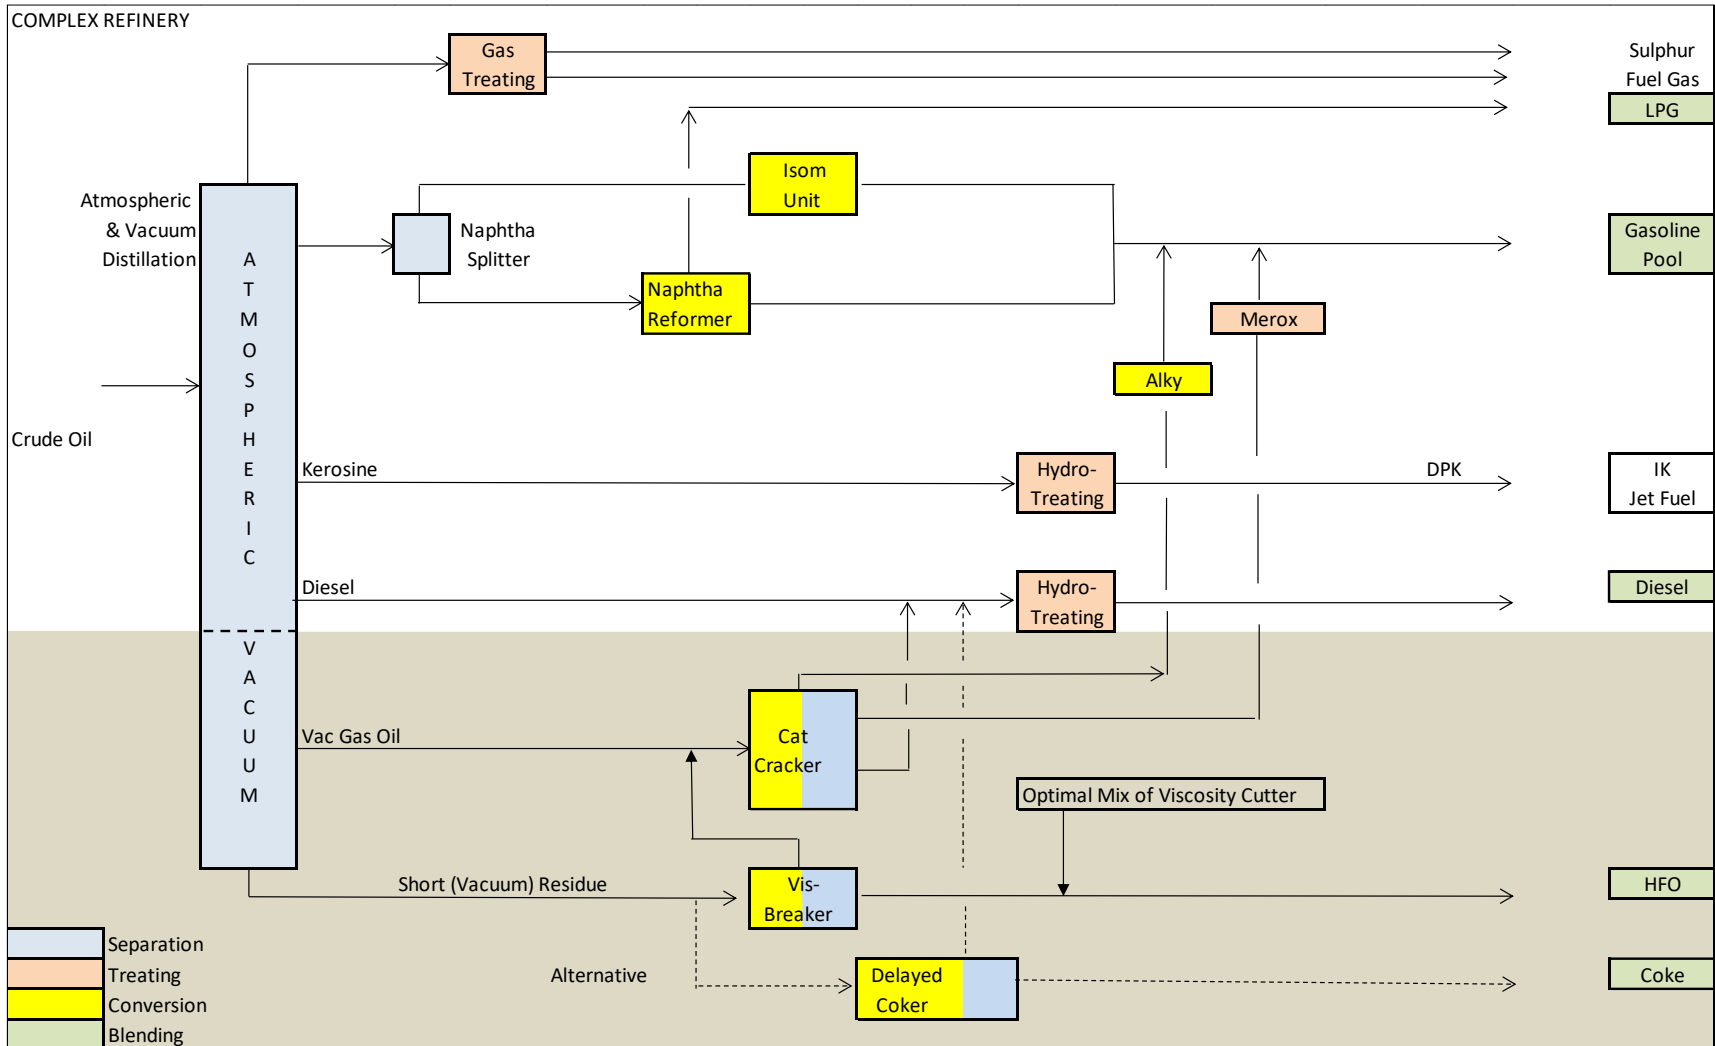 COMPLEX REFINERY
Gas
Treating
Sulphur
Fuel Gas
LPG
Isom
Unit
Atmospheric
& Vacuum
Distillation
Naphtha
Splitter
Gasoline
Pool
Naphtha
Reformer
Merox
Alky
Crude Oil
A
T
M
O
S
P
H
E
R
I
C
Kerosine
Hydro-
Treating
DPK
IK
Jet Fuel
Diesel
Hydro-
Treating
Diesel
V
A
C
U
U
M
Vac Gas Oil
Cat
Cracker
Optimal Mix of Viscosity Cutter
Short (Vacuum) Residue
Vis-
Breaker
HFO
Alternative
Delayed
Coker
Coke
Separation
Treating
Conversion
Blending